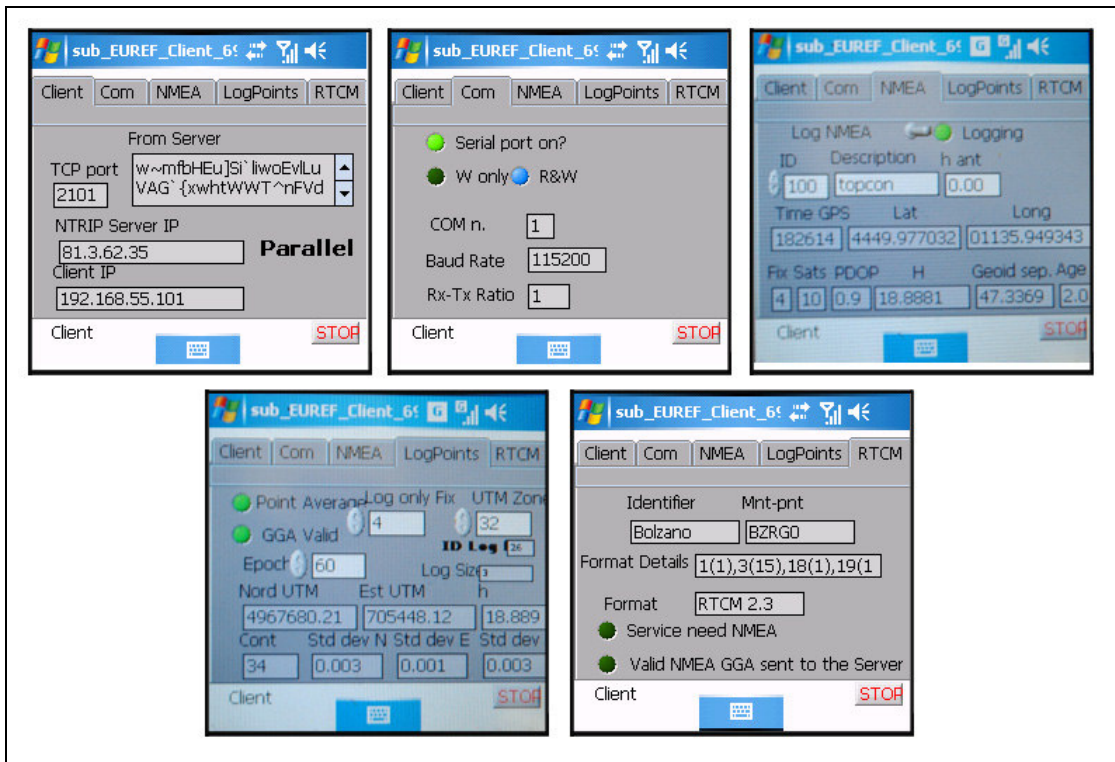 sub_EUREF_Client_6
Client Com NMEA LogPoints RTCM
From Server
TCP port
2101
w~mfbHEu]Si`liwoEvlLu
VAG`{xwhtWWT^nFVd
NTRIP Server IP
81.3.62.35
Parallel
Client IP
192.168.55.101
Client
STOP
sub_EUREF_Client_6
Client Com NMEA LogPoints RTCM
Serial port on?
W only R&W
COM n. 1
Baud Rate 115200
Rx-Tx Ratio 1
Client
STOP
sub_EUREF_Client_6 G
Client Com NMEA LogPoints RTCM
Log NMEA Logging
ID Description h ant
100 topcon 0.00
Time GPS Lat Long
182614 4449.977032 01135.949343
Fix Sats PDOP H Geoid sep. Age
4 10 0.9 18.8881 47.3369 2.0
Client
STOP
sub_EUREF_Client_6 G
Client Com NMEA LogPoints RTCM
Point Average Log only Fix UTM Zon
4 32
GGA Valid
ID Log 26
Epoch 60
Log Size
Nord UTM Est UTM h
4967680.21 705448.12 18.889
Cont Std dev N Std dev E Std dev
34 0.003 0.001 0.003
Client
STOP
sub_EUREF_Client_6
Client Com NMEA LogPoints RTCM
Identifier Mnt-pnt
Bolzano BZRG0
Format Details 1(1),3(15),18(1),19(1
Format RTCM 2.3
Service need NMEA
Valid NMEA GGA sent to the Server
Client
STOP